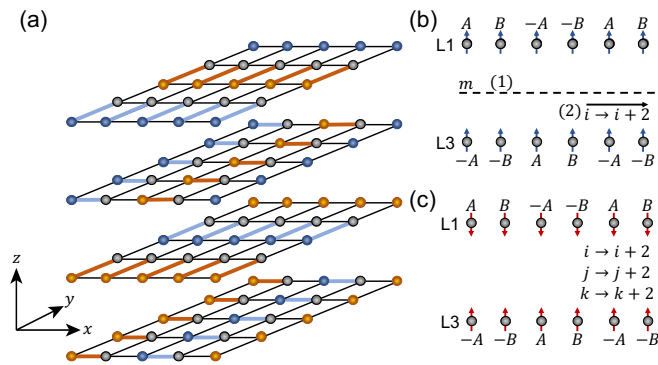 (a)
z
y
x
(b)
A B −A −B A B
L1
m (1)
(2) i → i + 2
L3
−A −B A B −A −B
(c)
A B −A −B A B
L1
i → i + 2
j → j + 2
k → k + 2
L3
−A −B A B −A −B